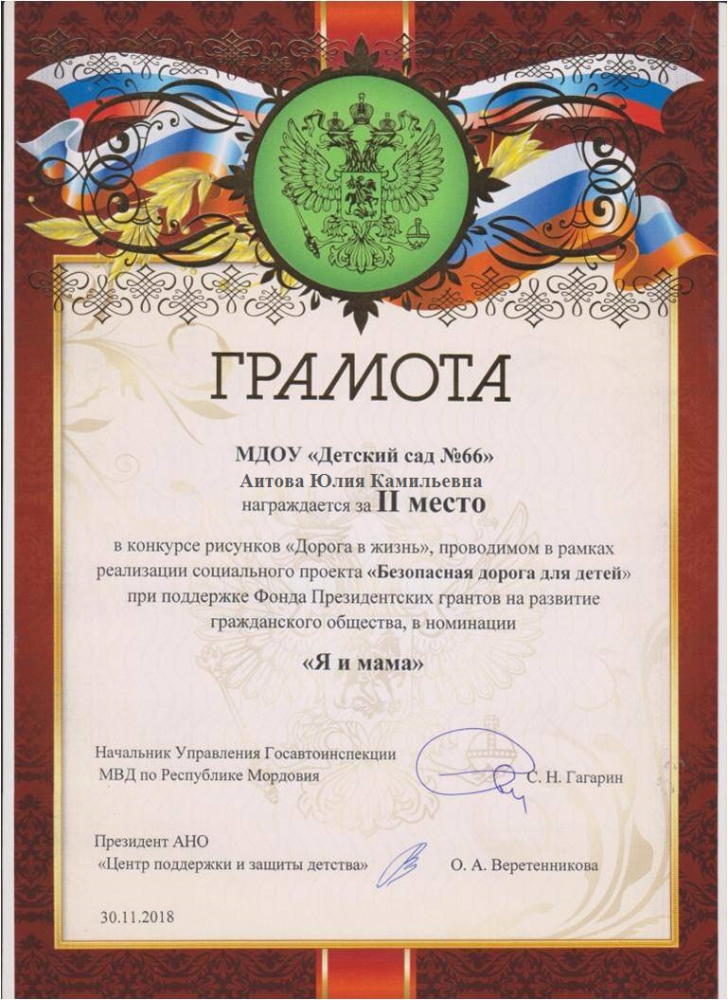 ГРАМОТА
МДОУ «Детский сад №66»
Аитова Юлия Камильевна
награждается за II место
в конкурсе рисунков «Дорога в жизнь», проводимом в рамках
реализации социального проекта «Безопасная дорога для детей»
при поддержке Фонда Президентских грантов на развитие
гражданского общества, в номинации
«Я и мама»
Начальник Управления Госавтоинспекции
МВД по Республике Мордовия С. Н. Гагарин
Президент АНО
«Центр поддержки и защиты детства» О. А. Веретенникова
30.11.2018